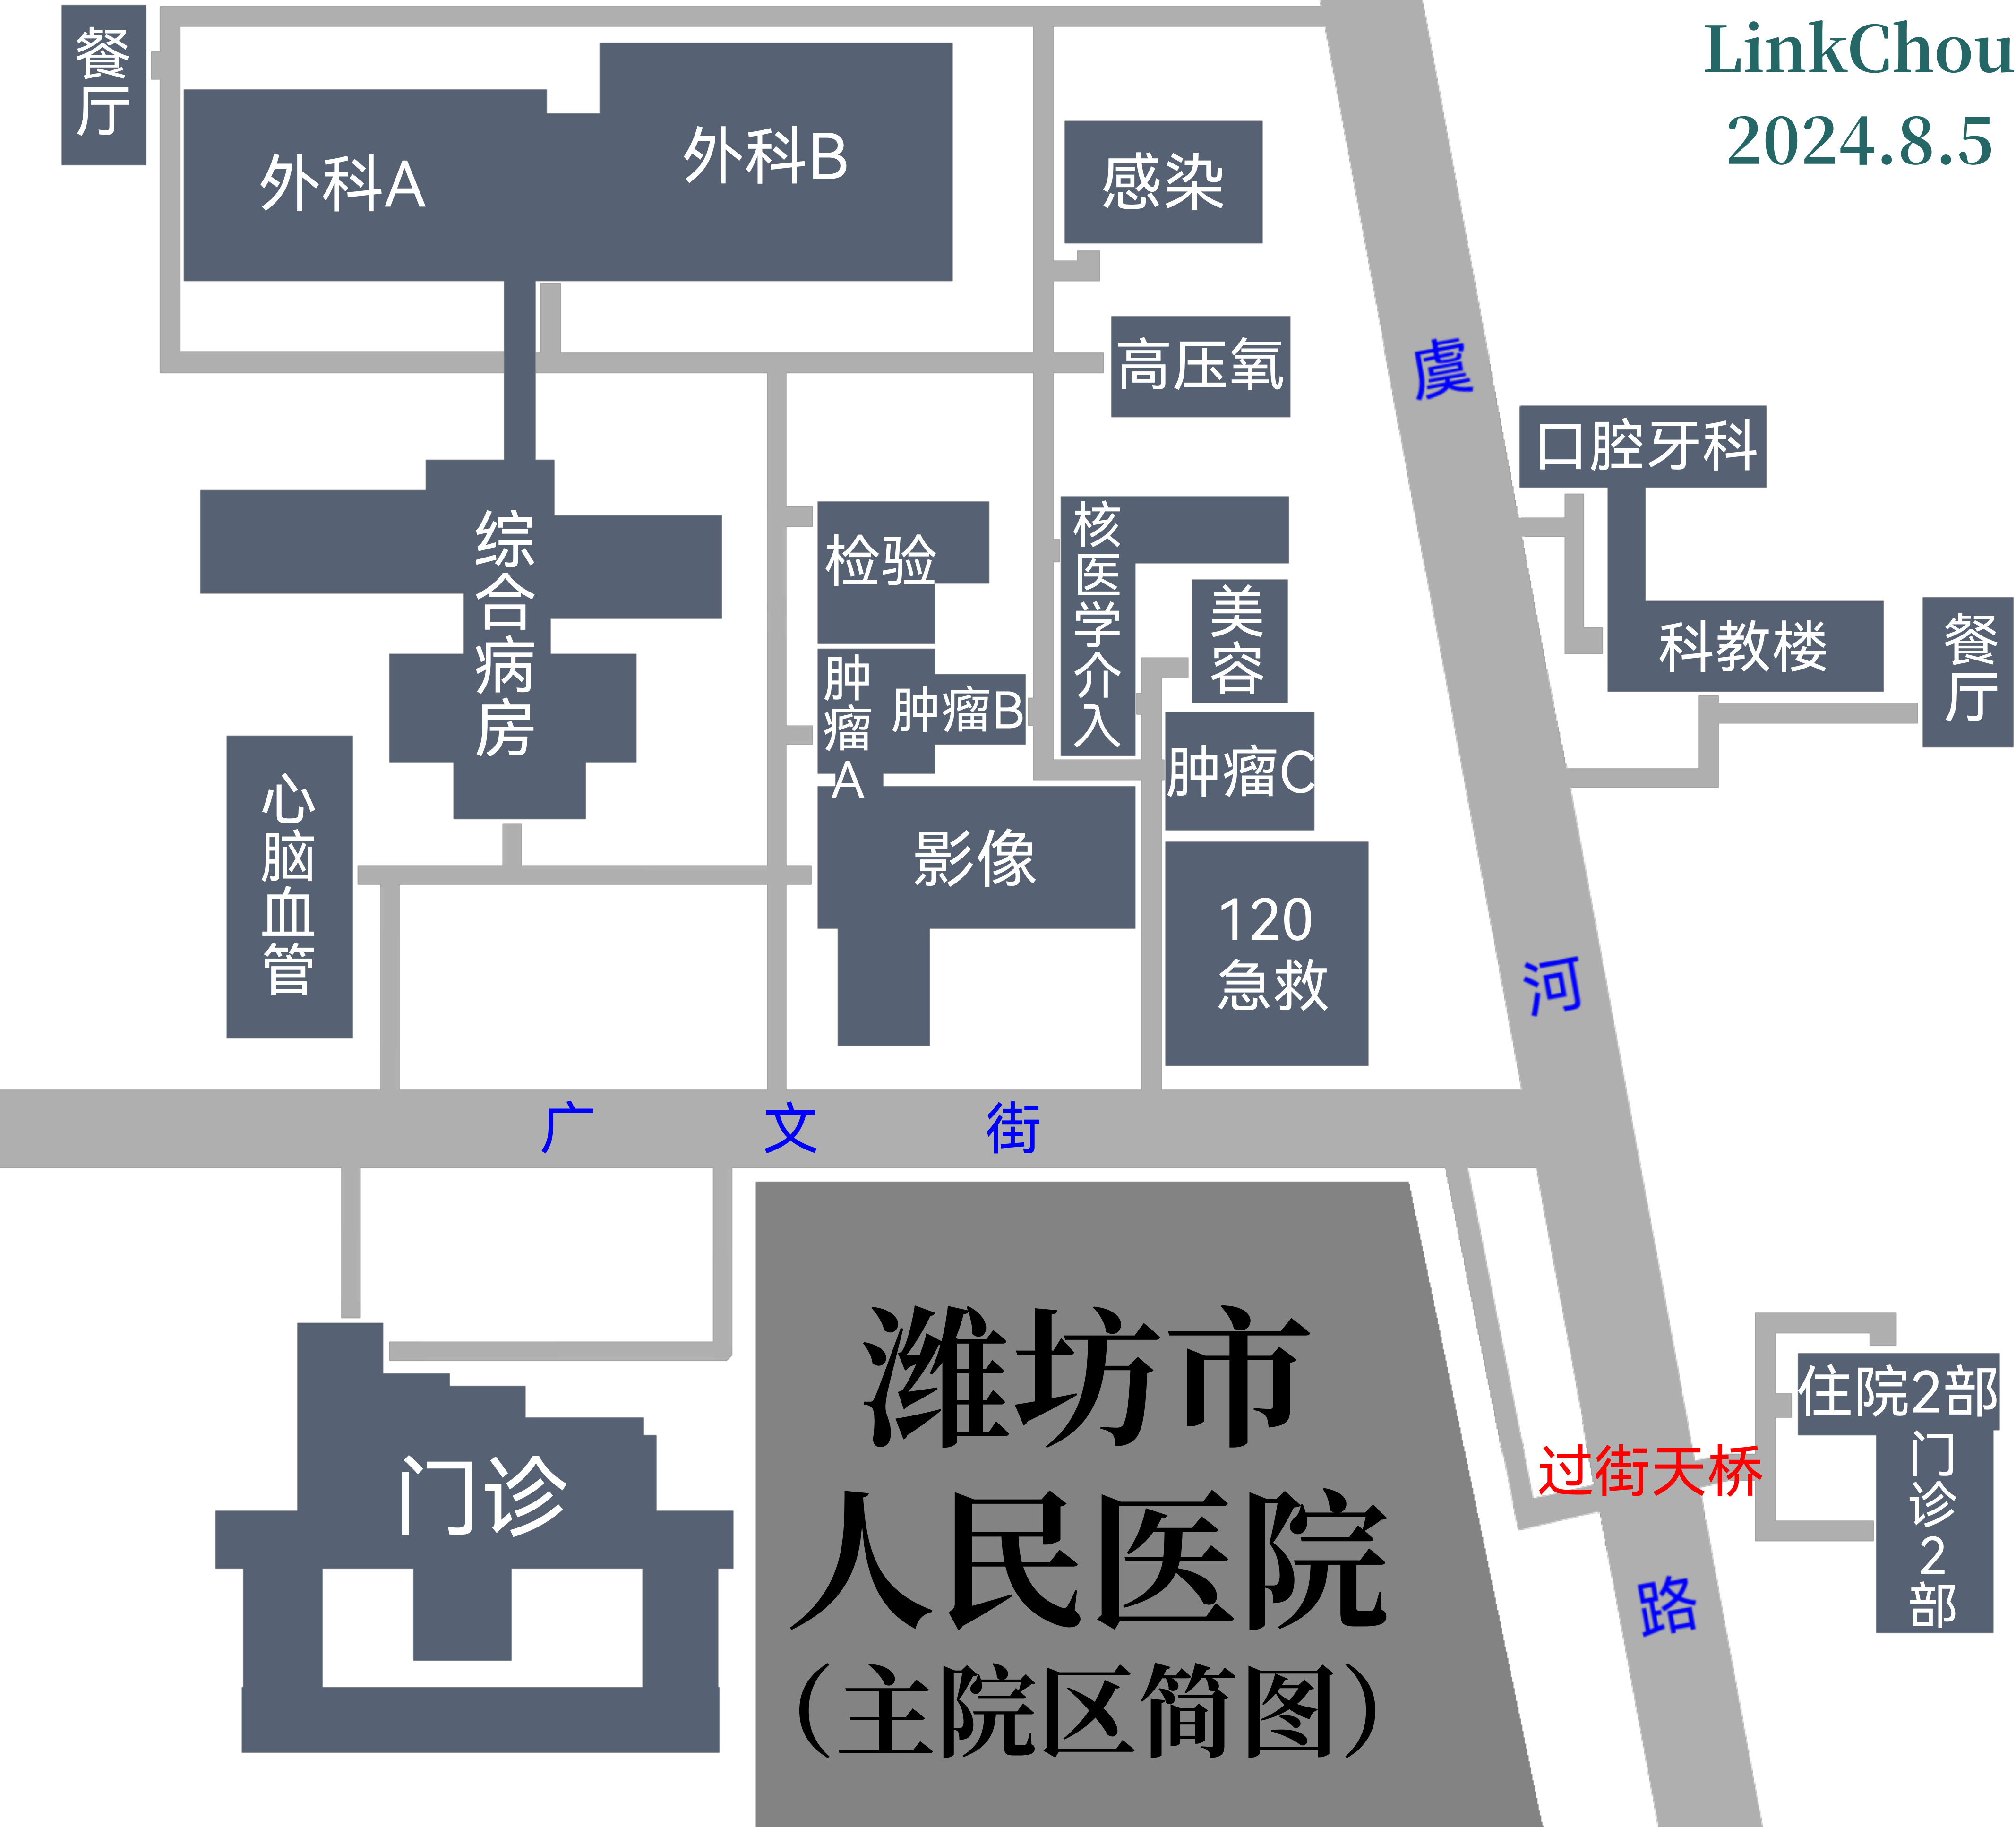 LinkChou
2024.8.5
餐厅
外科A
外科B
感染
高压氧
虞河路
口腔牙科
科教楼
餐厅
综合病房
检验
核医学介入
美容
肿瘤A
肿瘤B
肿瘤C
心脑血管
影像
120
急救
广文街
潍坊市
人民医院
（主院区简图）
门诊
过街天桥
住院2部
门诊2部